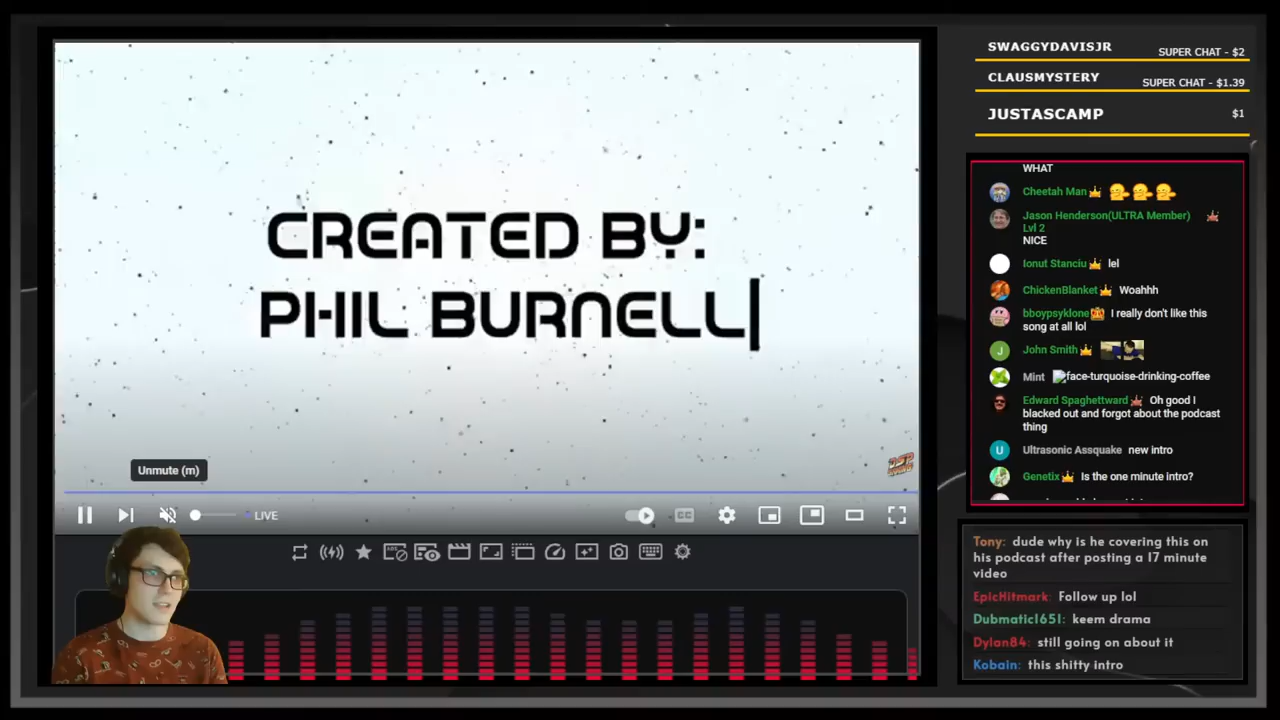 CREATED BY:
PHIL BURNELL
Unmute (m)
LIVE
CC
SWAGGYDAVISJR
SUPER CHAT - $2
CLAUSMYSTERY
SUPER CHAT - $1.39
JUSTASCAMP
$1
WHAT
Cheetah Man
Jason Henderson(ULTRA Member)
Lvl 2
NICE
Ionut Stanciu lel
ChickenBlanket Woahhh
bboypsyklone I really don't like this
song at all lol
J John Smith
Mint face-turquoise-drinking-coffee
Edward Spaghettward Oh good I
blacked out and forgot about the podcast
thing
U Ultrasonic Assquake new intro
Genetix Is the one minute intro?
Tony: dude why is he covering this on
his podcast after posting a 17 minute
video
EpicHitmark: Follow up lol
Dubmatic1651: keem drama
Dylan84: still going on about it
Kobain: this shitty intro